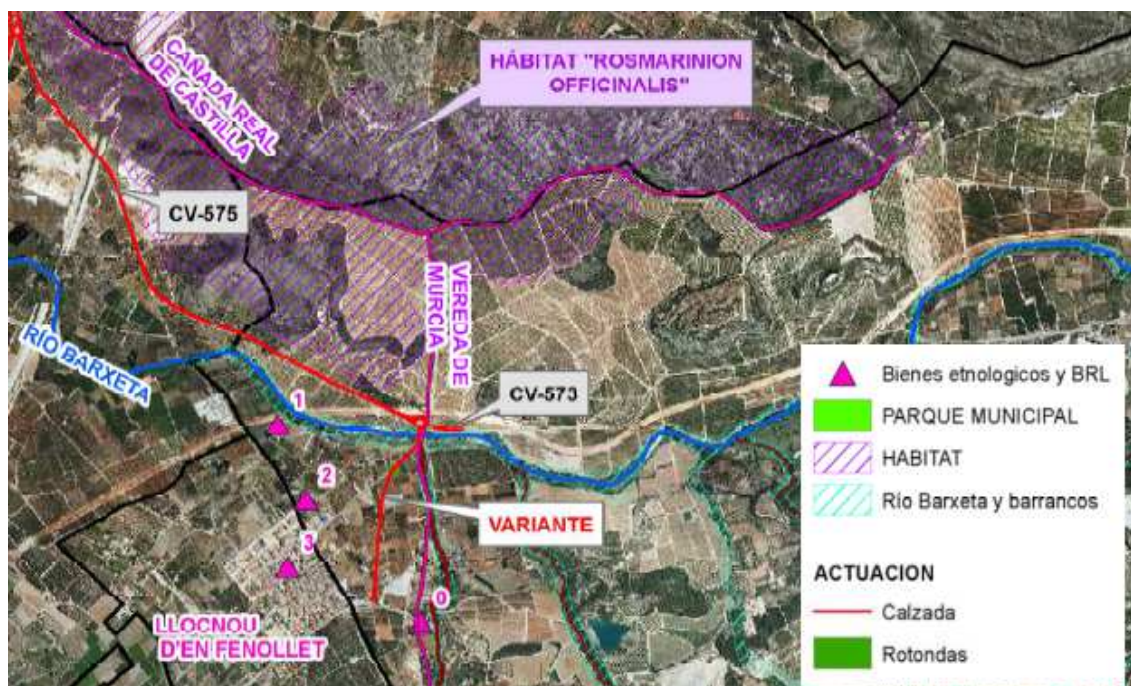 HÁBITAT "ROSMARINION
OFFICINALIS"
CAÑADA REAL
DE CASTILLA
CV-575
VEREDA DE
MURCIA
RÍO BARXETA
CV-573
1
2
VARIANTE
3
0
LLOCNOU
D'EN FENOLLET
Bienes etnologicos y BRL
PARQUE MUNICIPAL
HABITAT
Río Barxeta y barrancos
ACTUACION
Calzada
Rotondas